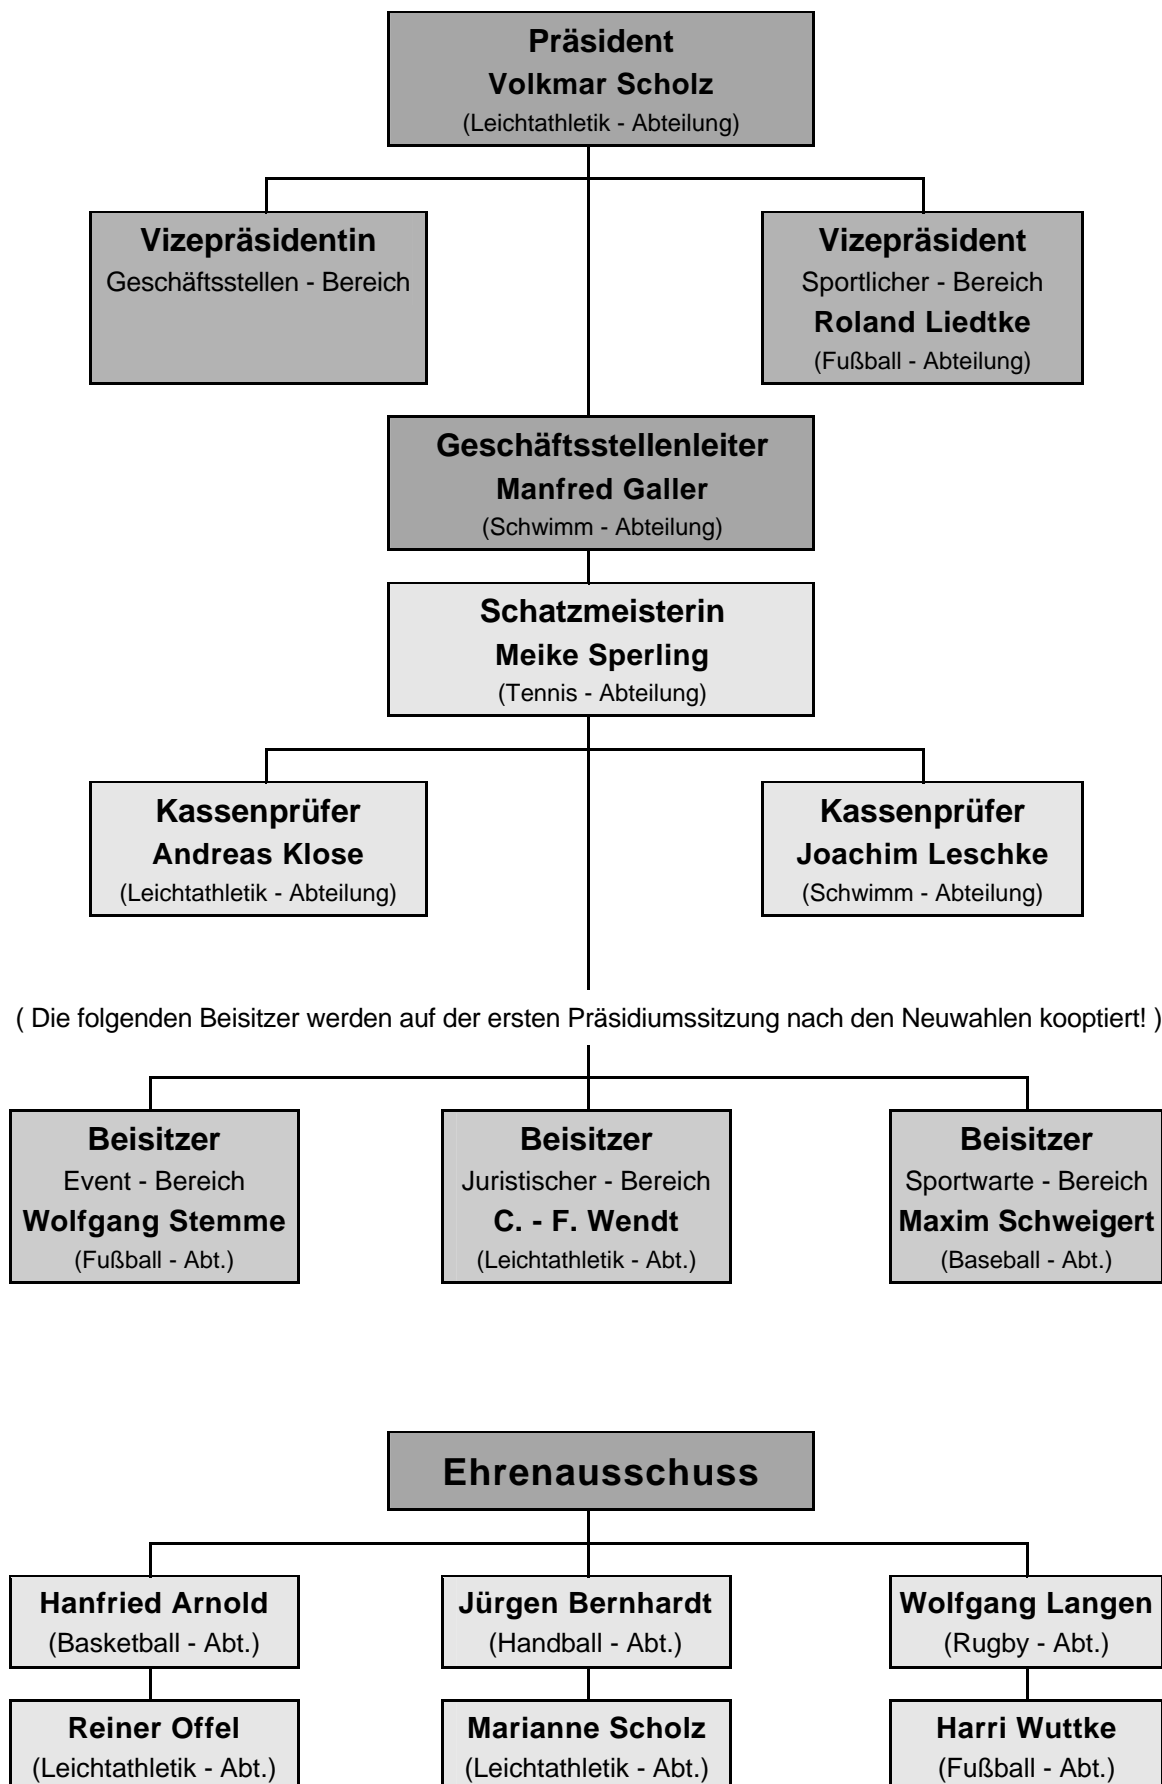 Präsident
Volkmar Scholz
(Leichtathletik - Abteilung)
Vizepräsidentin
Geschäftsstellen - Bereich
Vizepräsident
Sportlicher - Bereich
Roland Liedtke
(Fußball - Abteilung)
Geschäftsstellenleiter
Manfred Galler
(Schwimm - Abteilung)
Schatzmeisterin
Meike Sperling
(Tennis - Abteilung)
Kassenprüfer
Andreas Klose
(Leichtathletik - Abteilung)
Kassenprüfer
Joachim Leschke
(Schwimm - Abteilung)
( Die folgenden Beisitzer werden auf der ersten Präsidiumssitzung nach den Neuwahlen kooptiert! )
Beisitzer
Event - Bereich
Wolfgang Stemme
(Fußball - Abt.)
Beisitzer
Juristischer - Bereich
C. - F. Wendt
(Leichtathletik - Abt.)
Beisitzer
Sportwarte - Bereich
Maxim Schweigert
(Baseball - Abt.)
Ehrenausschuss
Hanfried Arnold
(Basketball - Abt.)
Jürgen Bernhardt
(Handball - Abt.)
Wolfgang Langen
(Rugby - Abt.)
Reiner Offel
(Leichtathletik - Abt.)
Marianne Scholz
(Leichtathletik - Abt.)
Harri Wuttke
(Fußball - Abt.)